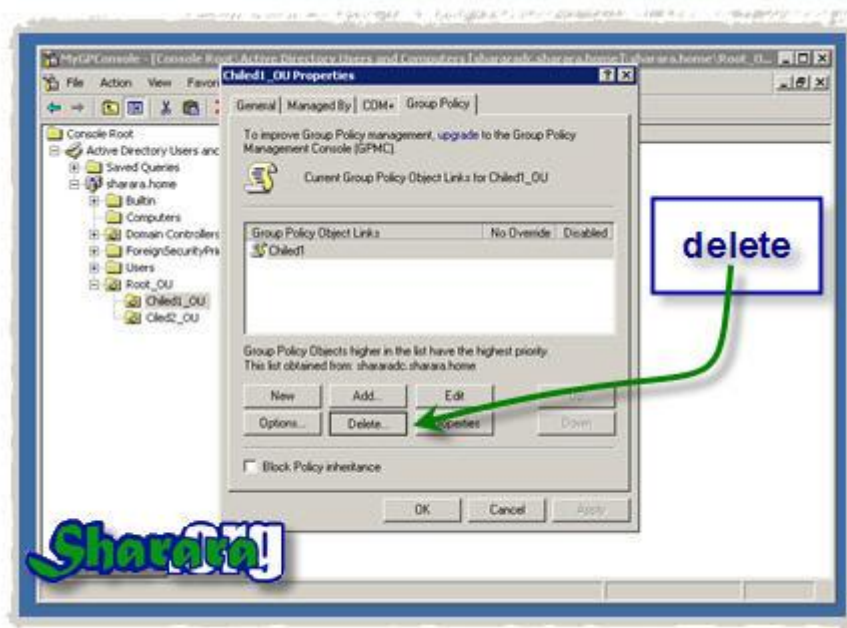 MyGPConsole - [Console Root\Active Directory Users and Computers [shararadc.sharara.home]\sharara.home\Root_O...
File Action View Favori
Chiled1_OU Properties
General Managed By COM+ Group Policy
To improve Group Policy management, upgrade to the Group Policy
Management Console (GPMC).
Current Group Policy Object Links for Chiled1_OU
Group Policy Object Links No Override Disabled
Chiled1
Group Policy Objects higher in the list have the highest priority.
This list obtained from: shararadc.sharara.home
New Add... Edit Up
Options... Delete... Properties Down
Block Policy inheritance
OK Cancel Apply
Console Root
Active Directory Users and
Saved Queries
sharara.home
Builtin
Computers
Domain Controllers
ForeignSecurityPrin
Users
Root_OU
Chiled1_OU
Ciled2_OU
delete
Sharara.org